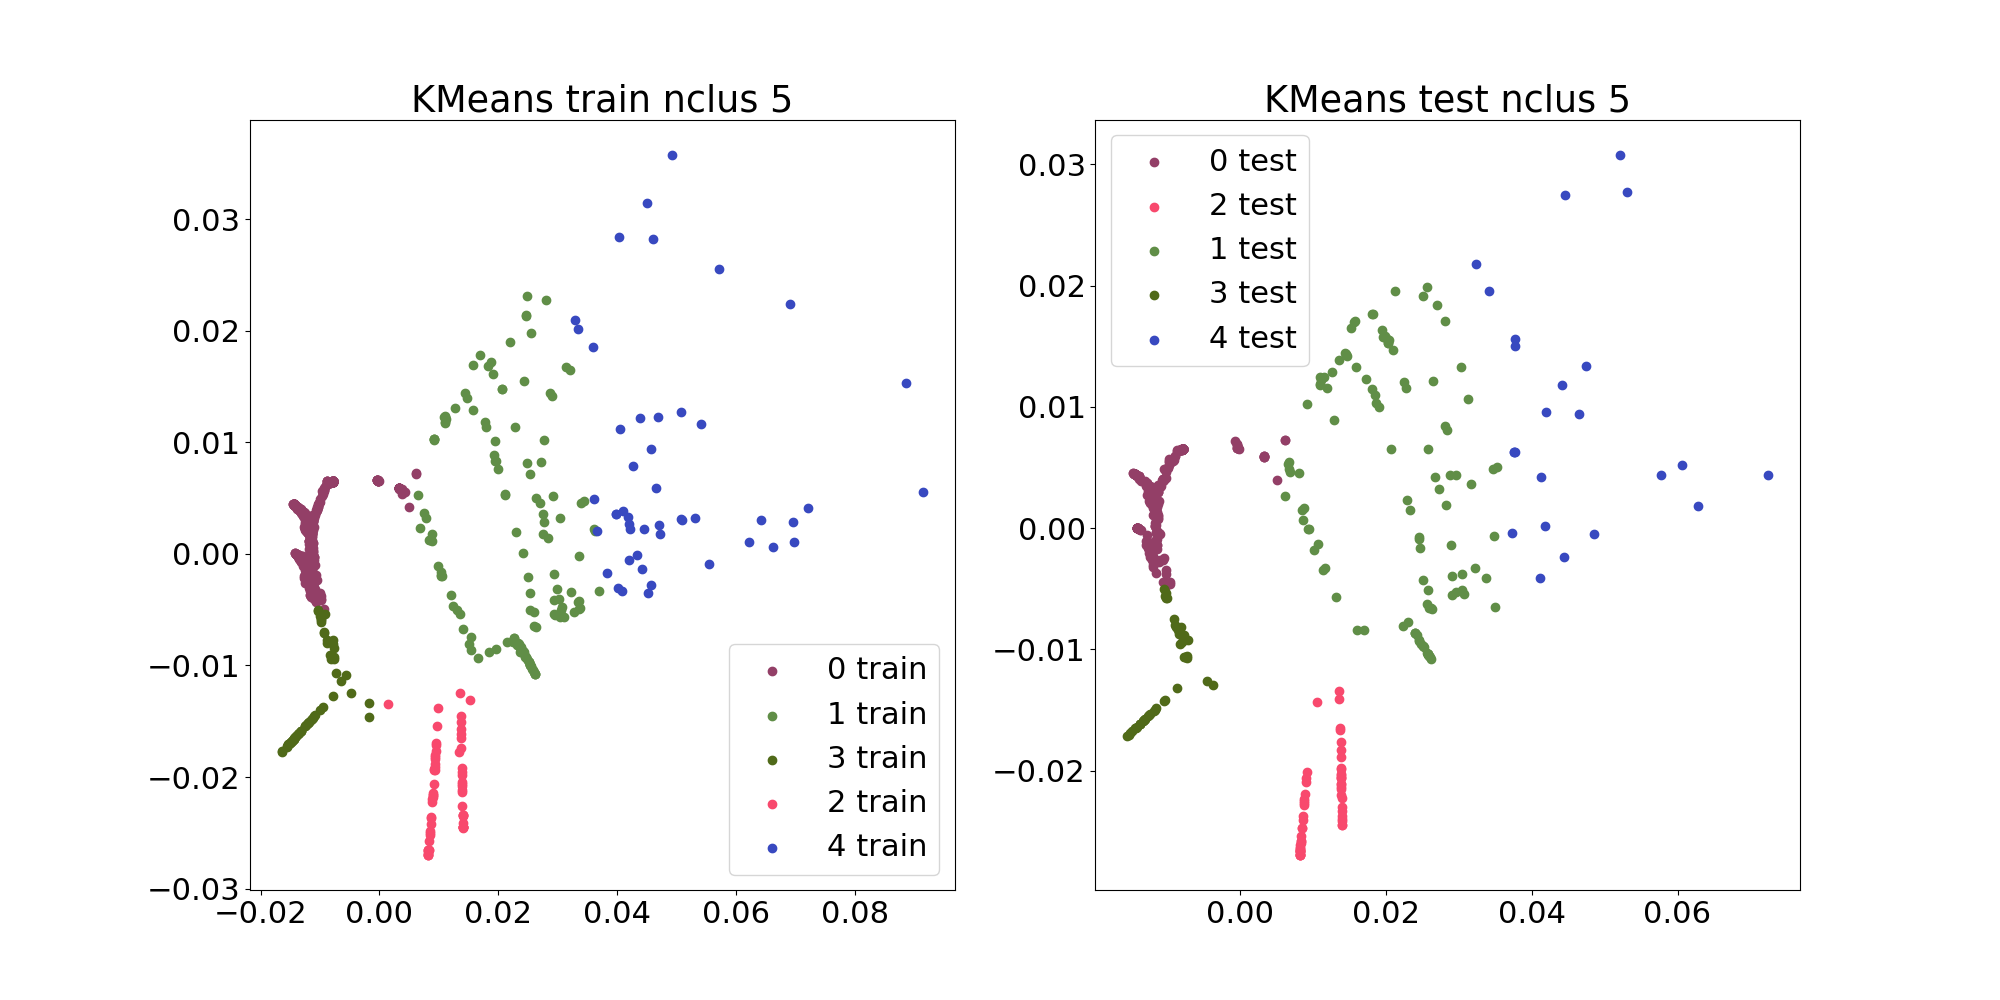 KMeans train nclus 5
0.03
0.02
0.01
0.00
−0.01
−0.02
−0.03
−0.02 0.00 0.02 0.04 0.06 0.08
0 train
1 train
3 train
2 train
4 train
KMeans test nclus 5
0.03
0.02
0.01
0.00
−0.01
−0.02
0.00 0.02 0.04 0.06
0 test
2 test
1 test
3 test
4 test